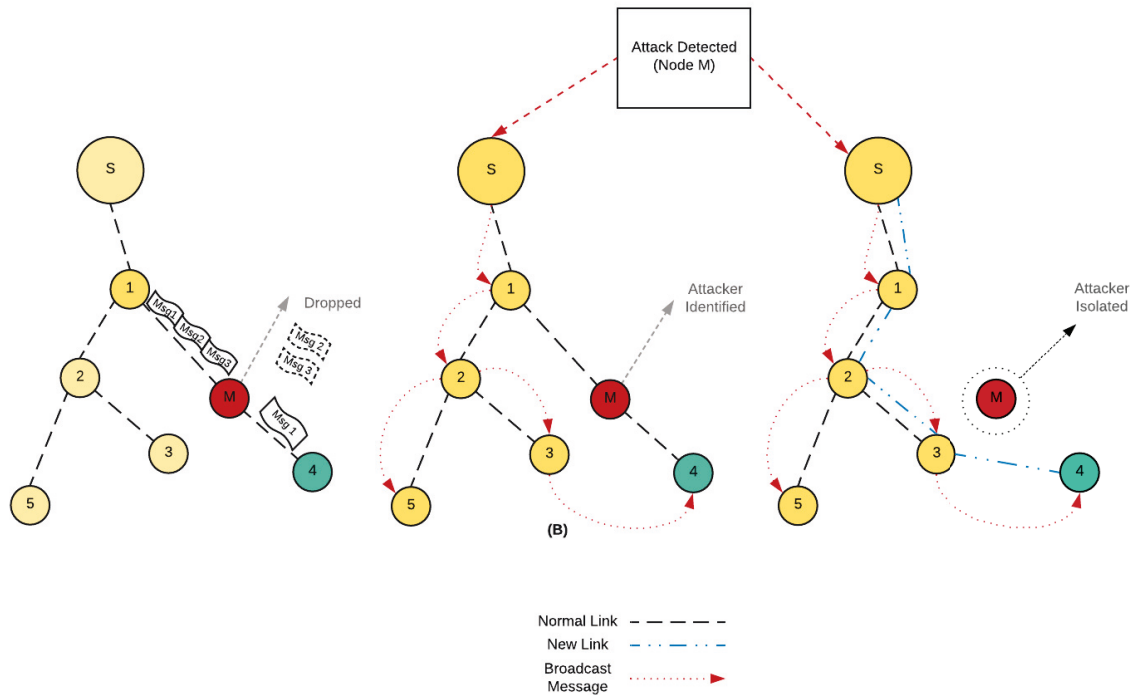 Attack Detected
(Node M)
S
1
Msg1
Msg2
Msg3
Dropped
Msg 2
Msg 3
2
M
Msg 1
3
4
5
S
1
Attacker
Identified
2
M
3
4
5
(B)
S
1
Attacker
Isolated
2
M
3
4
5
Normal Link
New Link
Broadcast
Message